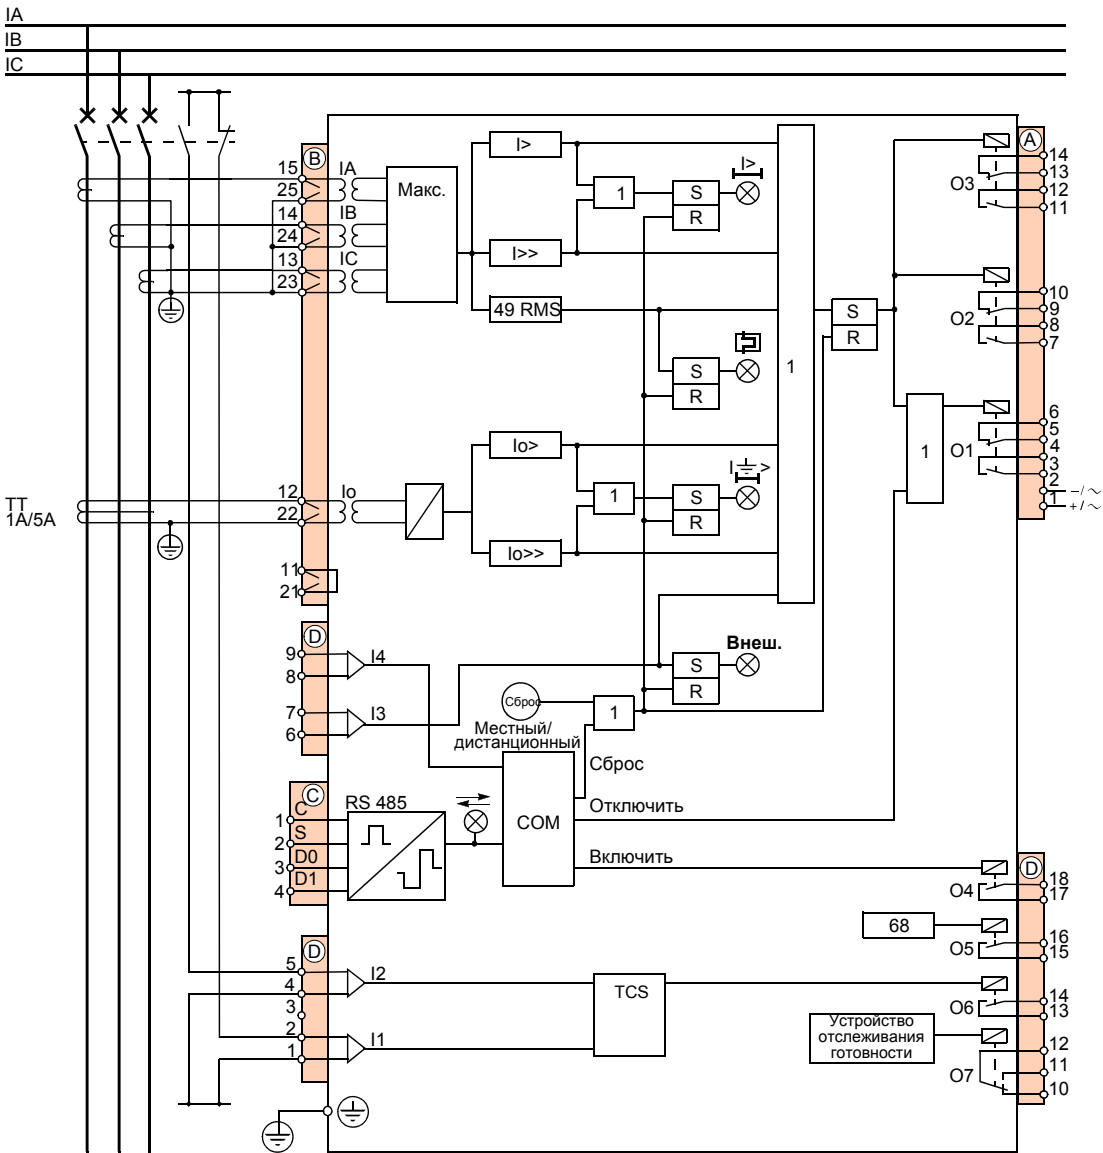 IA
IB
IC
B
A
15
25
14
24
13
23
IA
IB
IC
Макс.
I>
I>>
49 RMS
1
S
R
I>
S
R
1
S
R
14
13
12
11
O3
10
9
8
7
O2
6
5
4
3
2
1
O1
−/∼
+/∼
1
TT
1A/5A
12
22
11
21
Io
Io>
Io>>
1
S
R
I >
D
9
8
7
6
I4
I3
Внеш.
S
R
Сброс
1
Местный/
дистанционный
Сброс
Отключить
Включить
COM
C
1
2
3
4
C
S
D0
D1
RS 485
D
18
17
O4
68
16
15
O5
14
13
O6
12
11
10
O7
D
5
4
3
2
1
I2
I1
TCS
Устройство
отслеживания
готовности